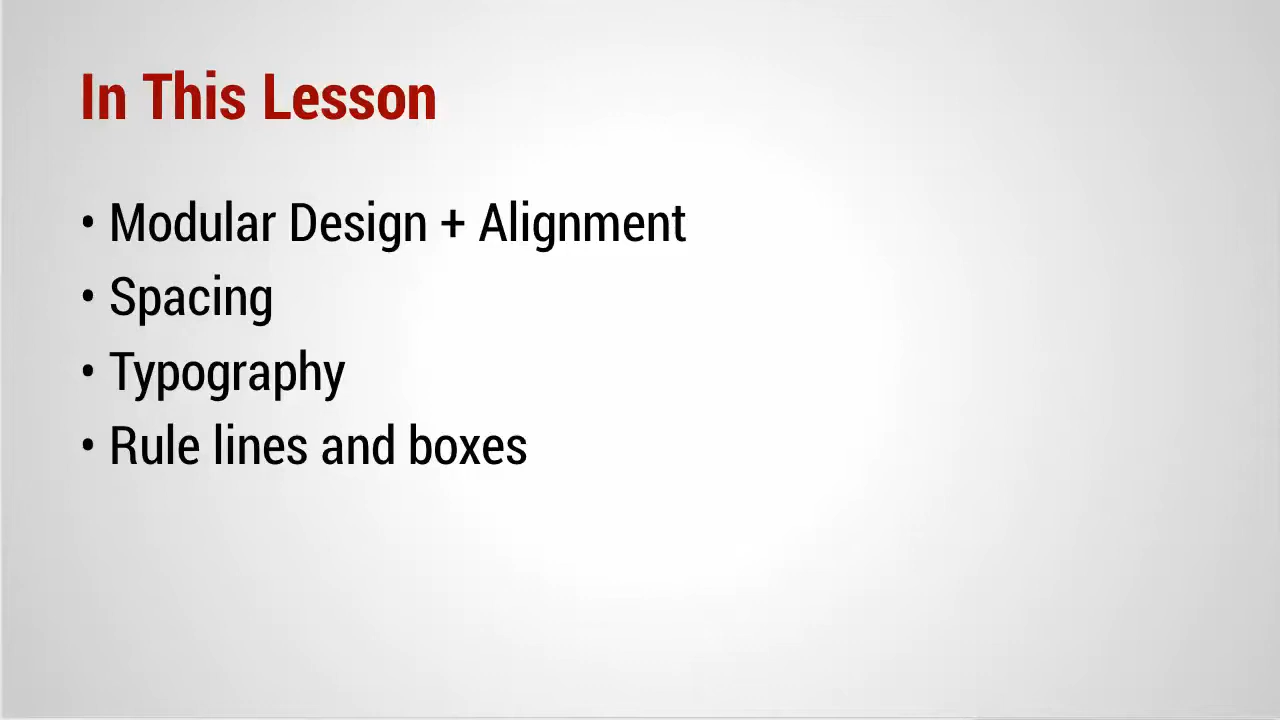 In This Lesson
• Modular Design + Alignment
• Spacing
• Typography
• Rule lines and boxes